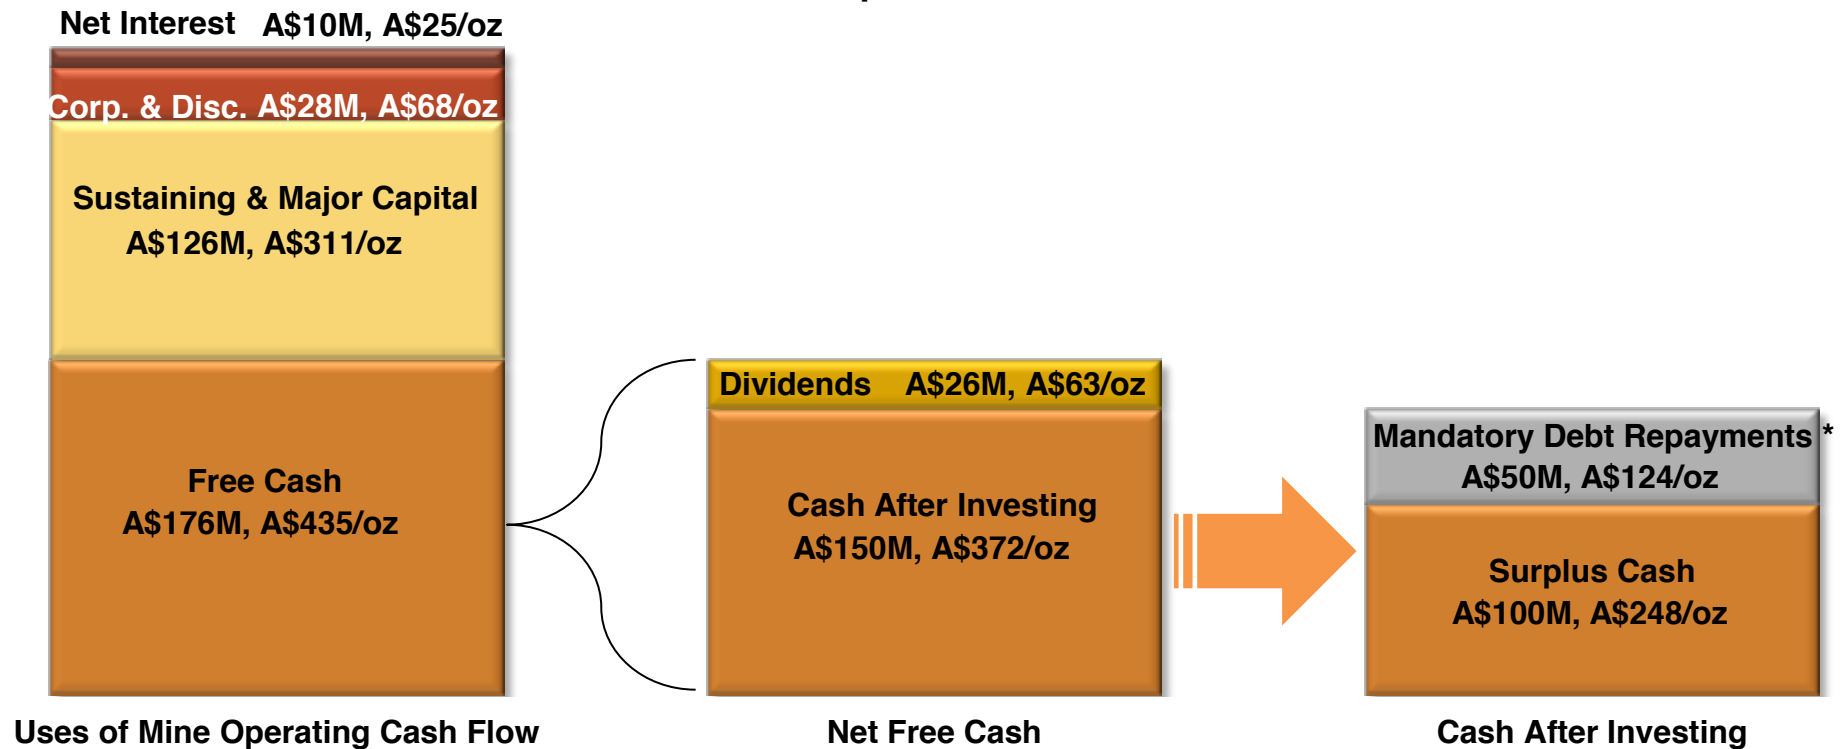 Net Interest A$10M, A$25/oz
Corp. & Disc. A$28M, A$68/oz
Sustaining & Major Capital
A$126M, A$311/oz
Free Cash
A$176M, A$435/oz
Uses of Mine Operating Cash Flow
Dividends A$26M, A$63/oz
Cash After Investing
A$150M, A$372/oz
Net Free Cash
Mandatory Debt Repayments *
A$50M, A$124/oz
Surplus Cash
A$100M, A$248/oz
Cash After Investing